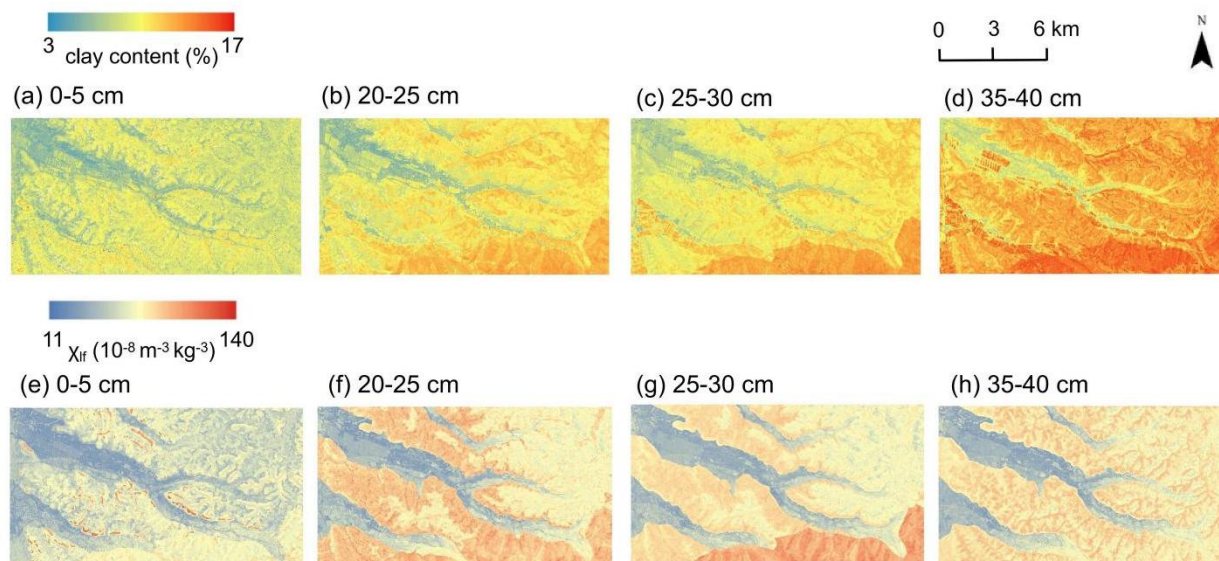 3 17
clay content (%)
0 3 6 km
N
(a) 0-5 cm (b) 20-25 cm (c) 25-30 cm (d) 35-40 cm
11 140
χlf (10⁻⁸ m⁻³ kg⁻³)
(e) 0-5 cm (f) 20-25 cm (g) 25-30 cm (h) 35-40 cm